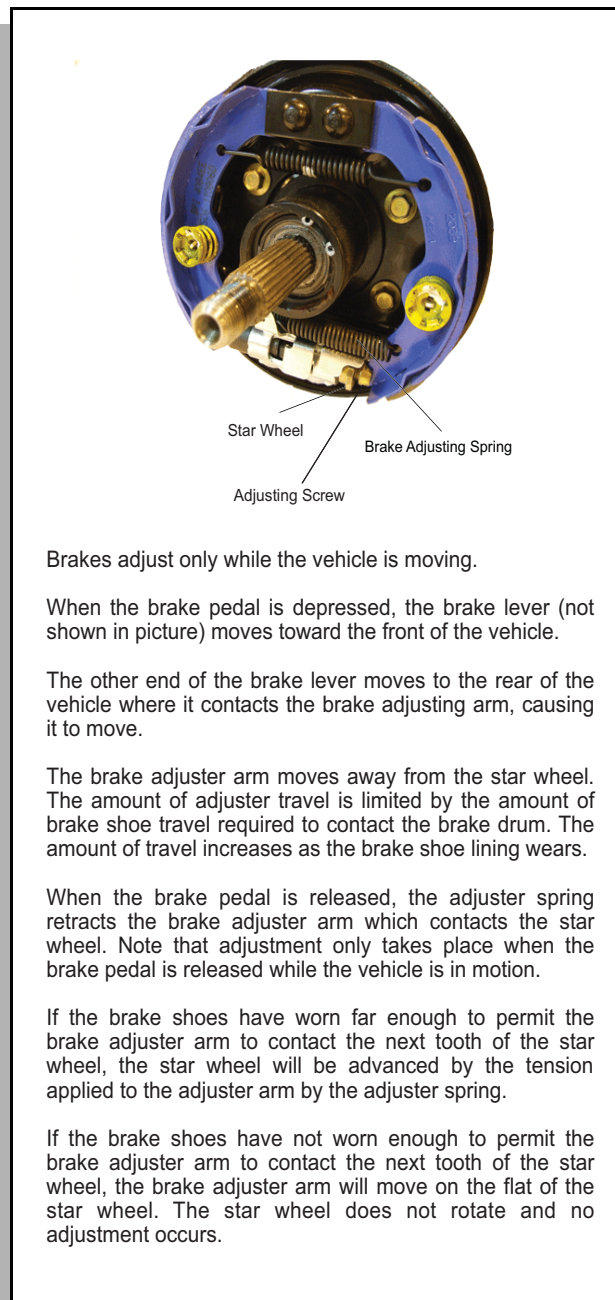 Star Wheel
Brake Adjusting Spring
Adjusting Screw
Brakes adjust only while the vehicle is moving.
When the brake pedal is depressed, the brake lever (not
shown in picture) moves toward the front of the vehicle.
The other end of the brake lever moves to the rear of the
vehicle where it contacts the brake adjusting arm, causing
it to move.
The brake adjuster arm moves away from the star wheel.
The amount of adjuster travel is limited by the amount of
brake shoe travel required to contact the brake drum. The
amount of travel increases as the brake shoe lining wears.
When the brake pedal is released, the adjuster spring
retracts the brake adjuster arm which contacts the star
wheel. Note that adjustment only takes place when the
brake pedal is released while the vehicle is in motion.
If the brake shoes have worn far enough to permit the
brake adjuster arm to contact the next tooth of the star
wheel, the star wheel will be advanced by the tension
applied to the adjuster arm by the adjuster spring.
If the brake shoes have not worn enough to permit the
brake adjuster arm to contact the next tooth of the star
wheel, the brake adjuster arm will move on the flat of the
star wheel. The star wheel does not rotate and no
adjustment occurs.